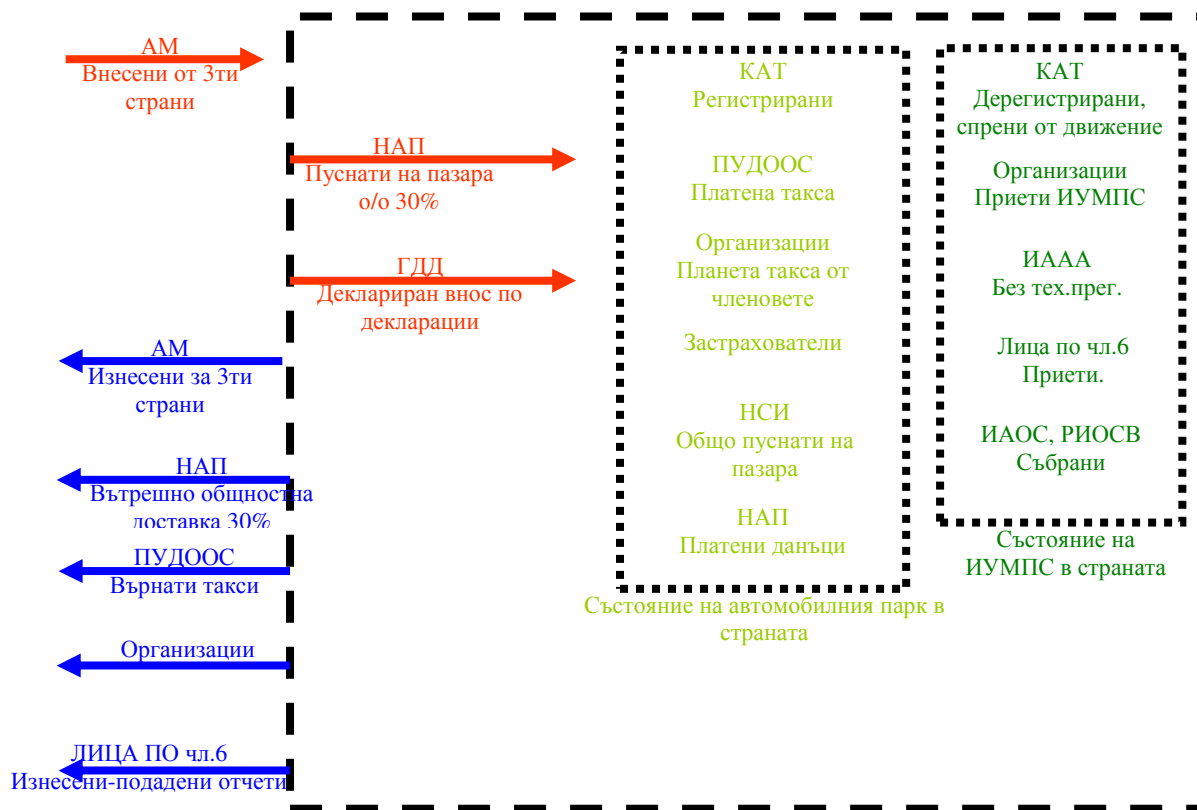 АМ
Внесени от 3ти
страни
НАП
Пуснати на пазара
о/о 30%
ГДД
Деклариран внос по
декларации
АМ
Изнесени за 3ти
страни
НАП
Вътрешно общностна
доставка 30%
ПУДООС
Върнати такси
Организации
ЛИЦА ПО чл.6
Изнесени-подадени отчети
КАТ
Регистрирани
ПУДООС
Платена такса
Организации
Планета такса от
членовете
Застрахователи
НСИ
Общо пуснати на
пазара
НАП
Платени данъци
Състояние на автомобилния парк в
страната
КАТ
Дерегистрирани,
спрени от движение
Организации
Приети ИУМПС
ИААА
Без тех.прег.
Лица по чл.6
Приети.
ИАОС, РИОСВ
Събрани
Състояние на
ИУМПС в страната